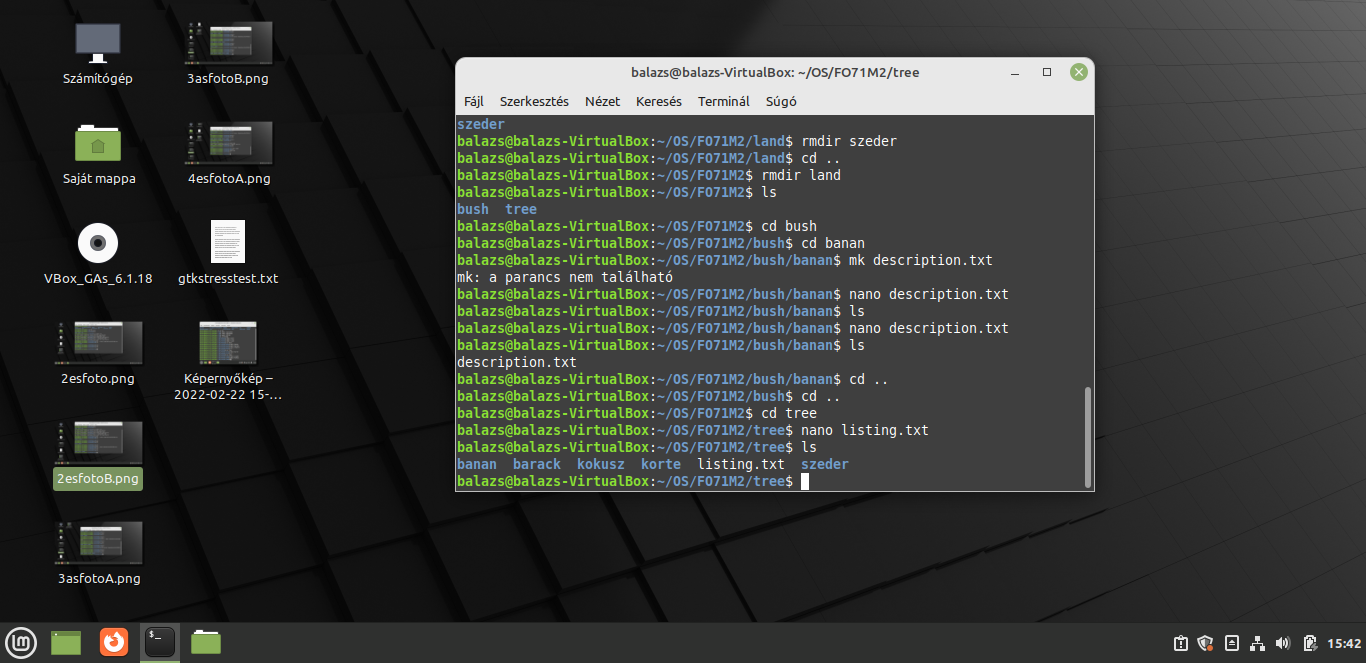 Számítógép
3asfotoB.png
Saját mappa
4esfotoA.png
VBox_GAs_6.1.18
gtkstresstest.txt
2esfoto.png
Képernyőkép –
2022-02-22 15-...
2esfotoB.png
3asfotoA.png
balazs@balazs-VirtualBox: ~/OS/FO71M2/tree
Fájl Szerkesztés Nézet Keresés Terminál Súgó
szeder
balazs@balazs-VirtualBox:~/OS/FO71M2/land$ rmdir szeder
balazs@balazs-VirtualBox:~/OS/FO71M2/land$ cd ..
balazs@balazs-VirtualBox:~/OS/FO71M2$ rmdir land
balazs@balazs-VirtualBox:~/OS/FO71M2$ ls
bush tree
balazs@balazs-VirtualBox:~/OS/FO71M2$ cd bush
balazs@balazs-VirtualBox:~/OS/FO71M2/bush$ cd banan
balazs@balazs-VirtualBox:~/OS/FO71M2/bush/banan$ mk description.txt
mk: a parancs nem található
balazs@balazs-VirtualBox:~/OS/FO71M2/bush/banan$ nano description.txt
balazs@balazs-VirtualBox:~/OS/FO71M2/bush/banan$ ls
balazs@balazs-VirtualBox:~/OS/FO71M2/bush/banan$ nano description.txt
balazs@balazs-VirtualBox:~/OS/FO71M2/bush/banan$ ls
description.txt
balazs@balazs-VirtualBox:~/OS/FO71M2/bush/banan$ cd ..
balazs@balazs-VirtualBox:~/OS/FO71M2/bush$ cd ..
balazs@balazs-VirtualBox:~/OS/FO71M2$ cd tree
balazs@balazs-VirtualBox:~/OS/FO71M2/tree$ nano listing.txt
balazs@balazs-VirtualBox:~/OS/FO71M2/tree$ ls
banan barack kokusz korte listing.txt szeder
balazs@balazs-VirtualBox:~/OS/FO71M2/tree$
15:42